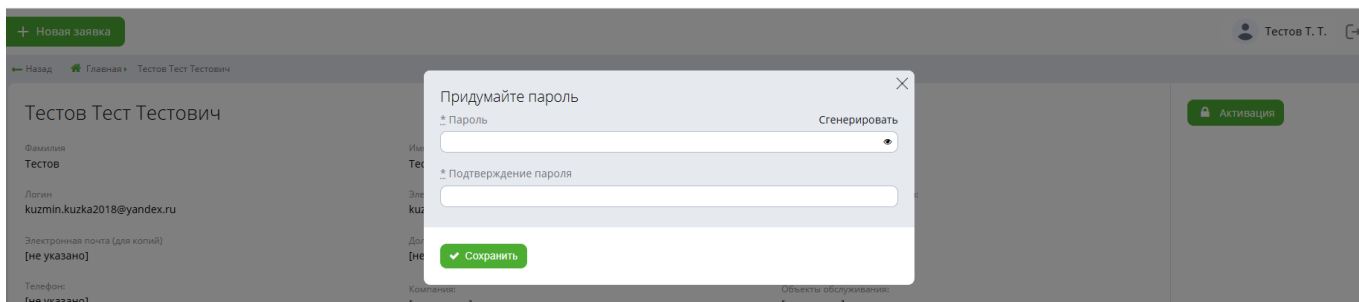 + Новая заявка
Тестов Т. Т.
Назад Главная Тестов Тест Тестович
Придумайте пароль
Тестов Тест Тестович
* Пароль Сгенерировать
Активация
Фамилия
Тестов
* Подтверждение пароля
Логин
kuzmin.kuzka2018@yandex.ru
Электронная почта (для копий)
[не указано]
Сохранить
Телефон:
Компания:
Объекты обслуживания:
[не указано]